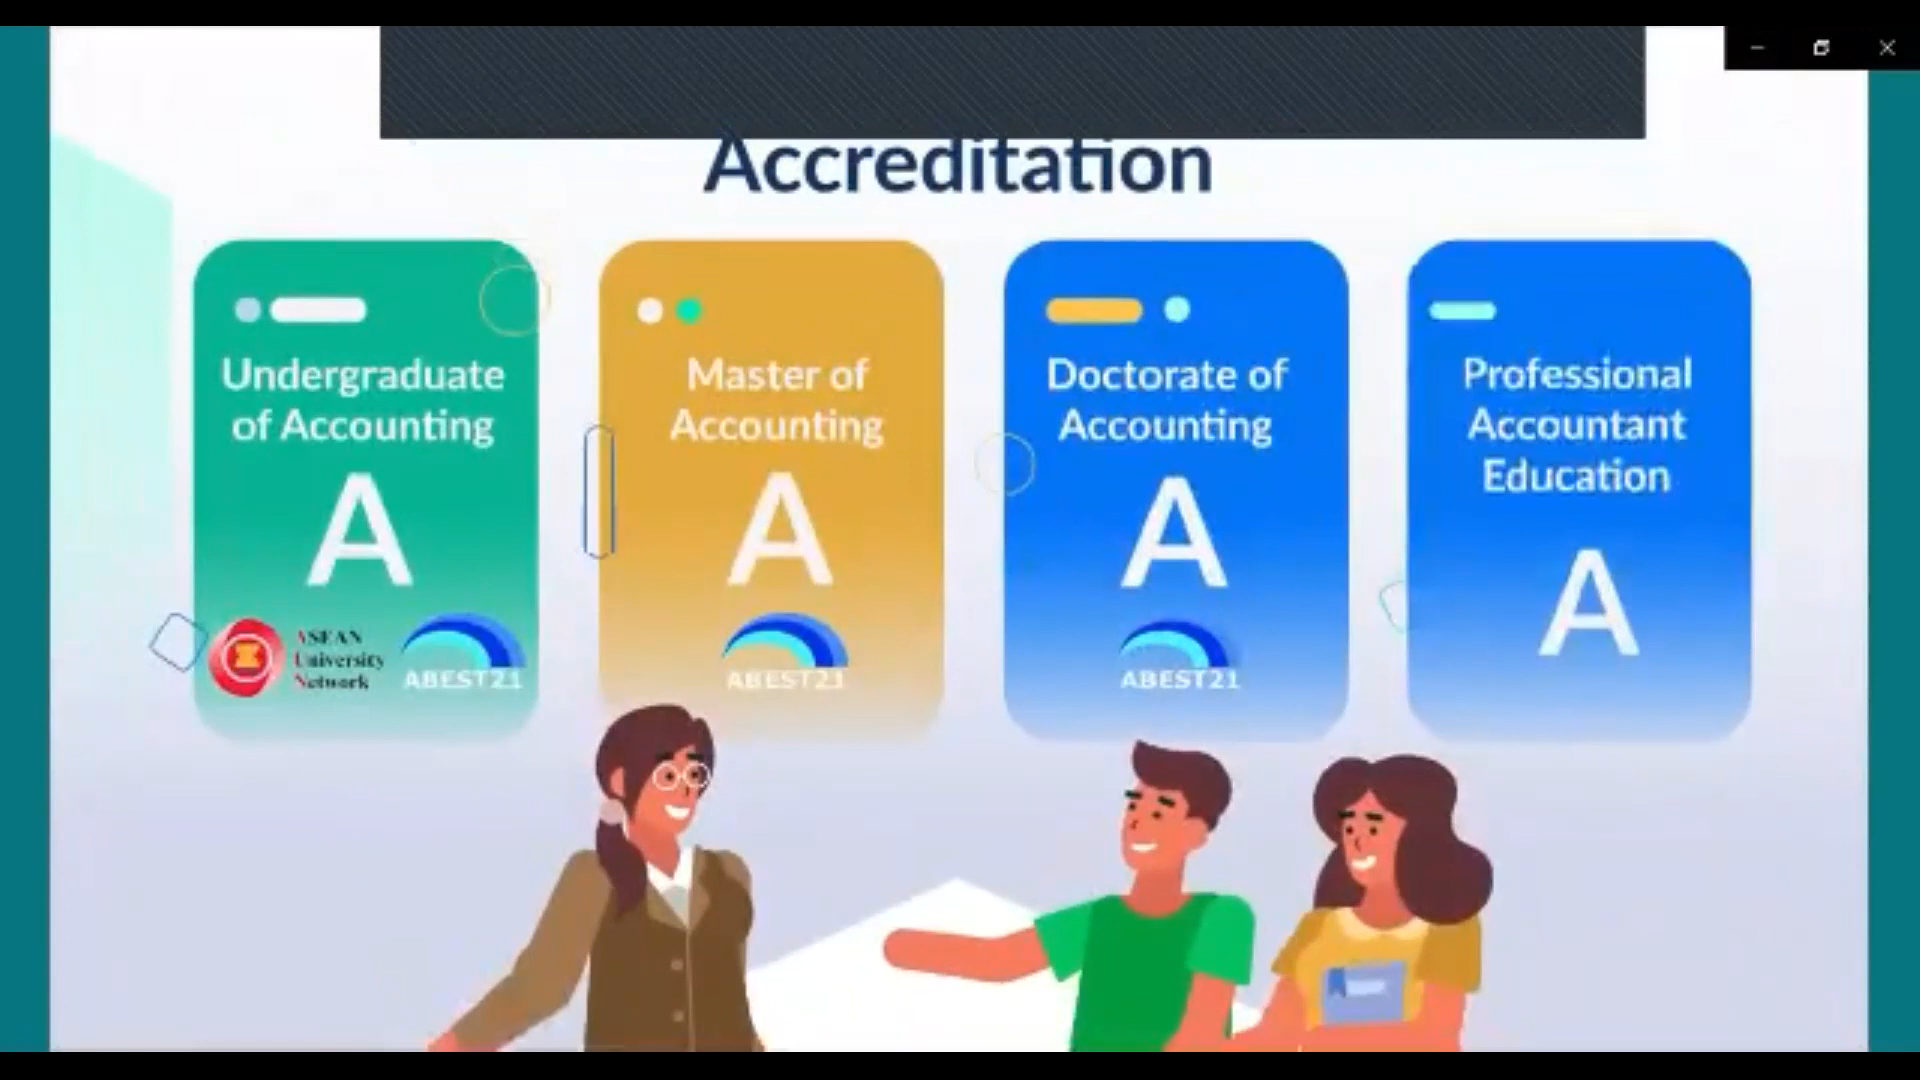 Accreditation
Undergraduate
of Accounting
A
ASEAN
University
Network
ABEST21
Master of
Accounting
A
ABEST21
Doctorate of
Accounting
A
ABEST21
Professional
Accountant
Education
A